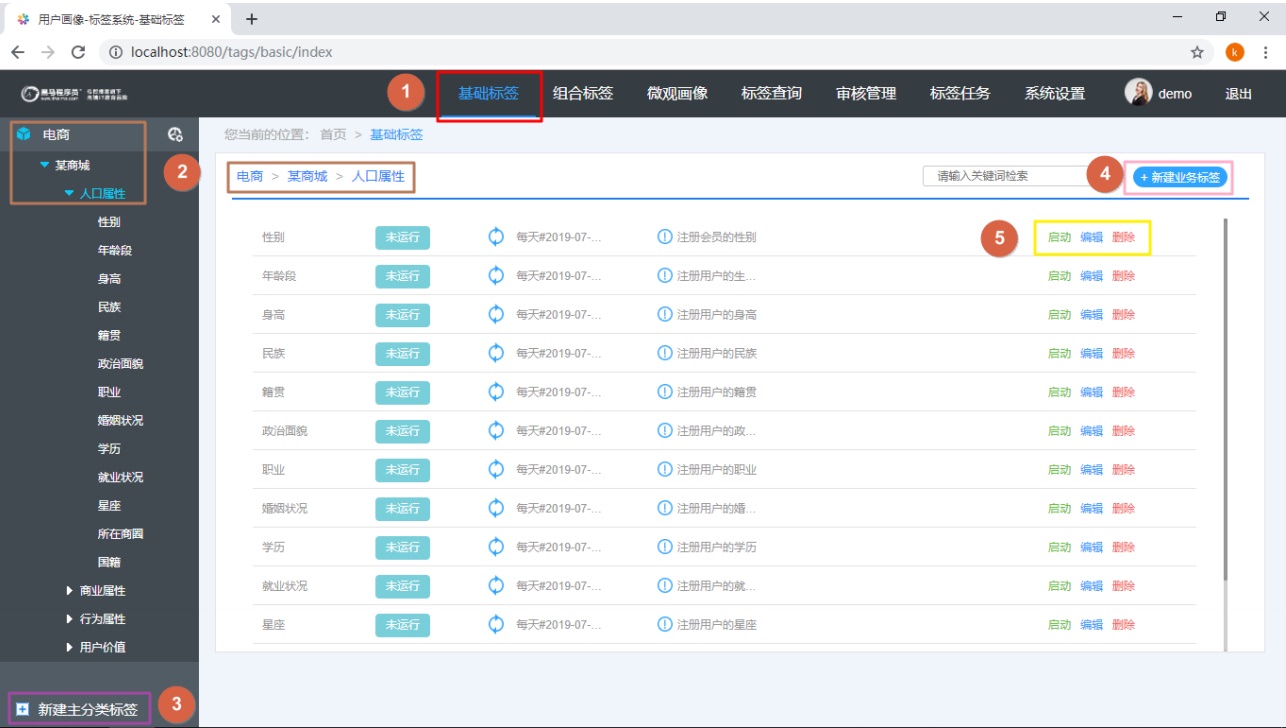 用户画像-标签系统-基础标签
localhost:8080/tags/basic/index
k
黑马程序员
1
基础标签 组合标签 微观画像 标签查询 审核管理 标签任务 系统设置 demo 退出
电商
某商城
人口属性
2
性别
年龄段
身高
民族
籍贯
政治面貌
职业
婚姻状况
学历
就业状况
星座
所在商圈
国籍
商业属性
行为属性
用户价值
新建主分类标签
3
您当前的位置: 首页 > 基础标签
电商 > 某商城 > 人口属性
请输入关键词检索
4
+ 新建业务标签
5
性别 未运行 每天#2019-07-... 注册会员的性别 启动 编辑 删除
年龄段 未运行 每天#2019-07-... 注册用户的生... 启动 编辑 删除
身高 未运行 每天#2019-07-... 注册用户的身高 启动 编辑 删除
民族 未运行 每天#2019-07-... 注册用户的民族 启动 编辑 删除
籍贯 未运行 每天#2019-07-... 注册用户的籍贯 启动 编辑 删除
政治面貌 未运行 每天#2019-07-... 注册用户的政... 启动 编辑 删除
职业 未运行 每天#2019-07-... 注册用户的职业 启动 编辑 删除
婚姻状况 未运行 每天#2019-07-... 注册用户的婚... 启动 编辑 删除
学历 未运行 每天#2019-07-... 注册用户的学历 启动 编辑 删除
就业状况 未运行 每天#2019-07-... 注册用户的就... 启动 编辑 删除
星座 未运行 每天#2019-07-... 注册用户的星座 启动 编辑 删除